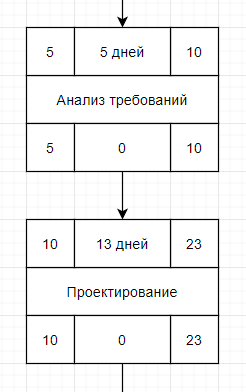 5 5 дней 10
Анализ требований
5 0 10
10 13 дней 23
Проектирование
10 0 23